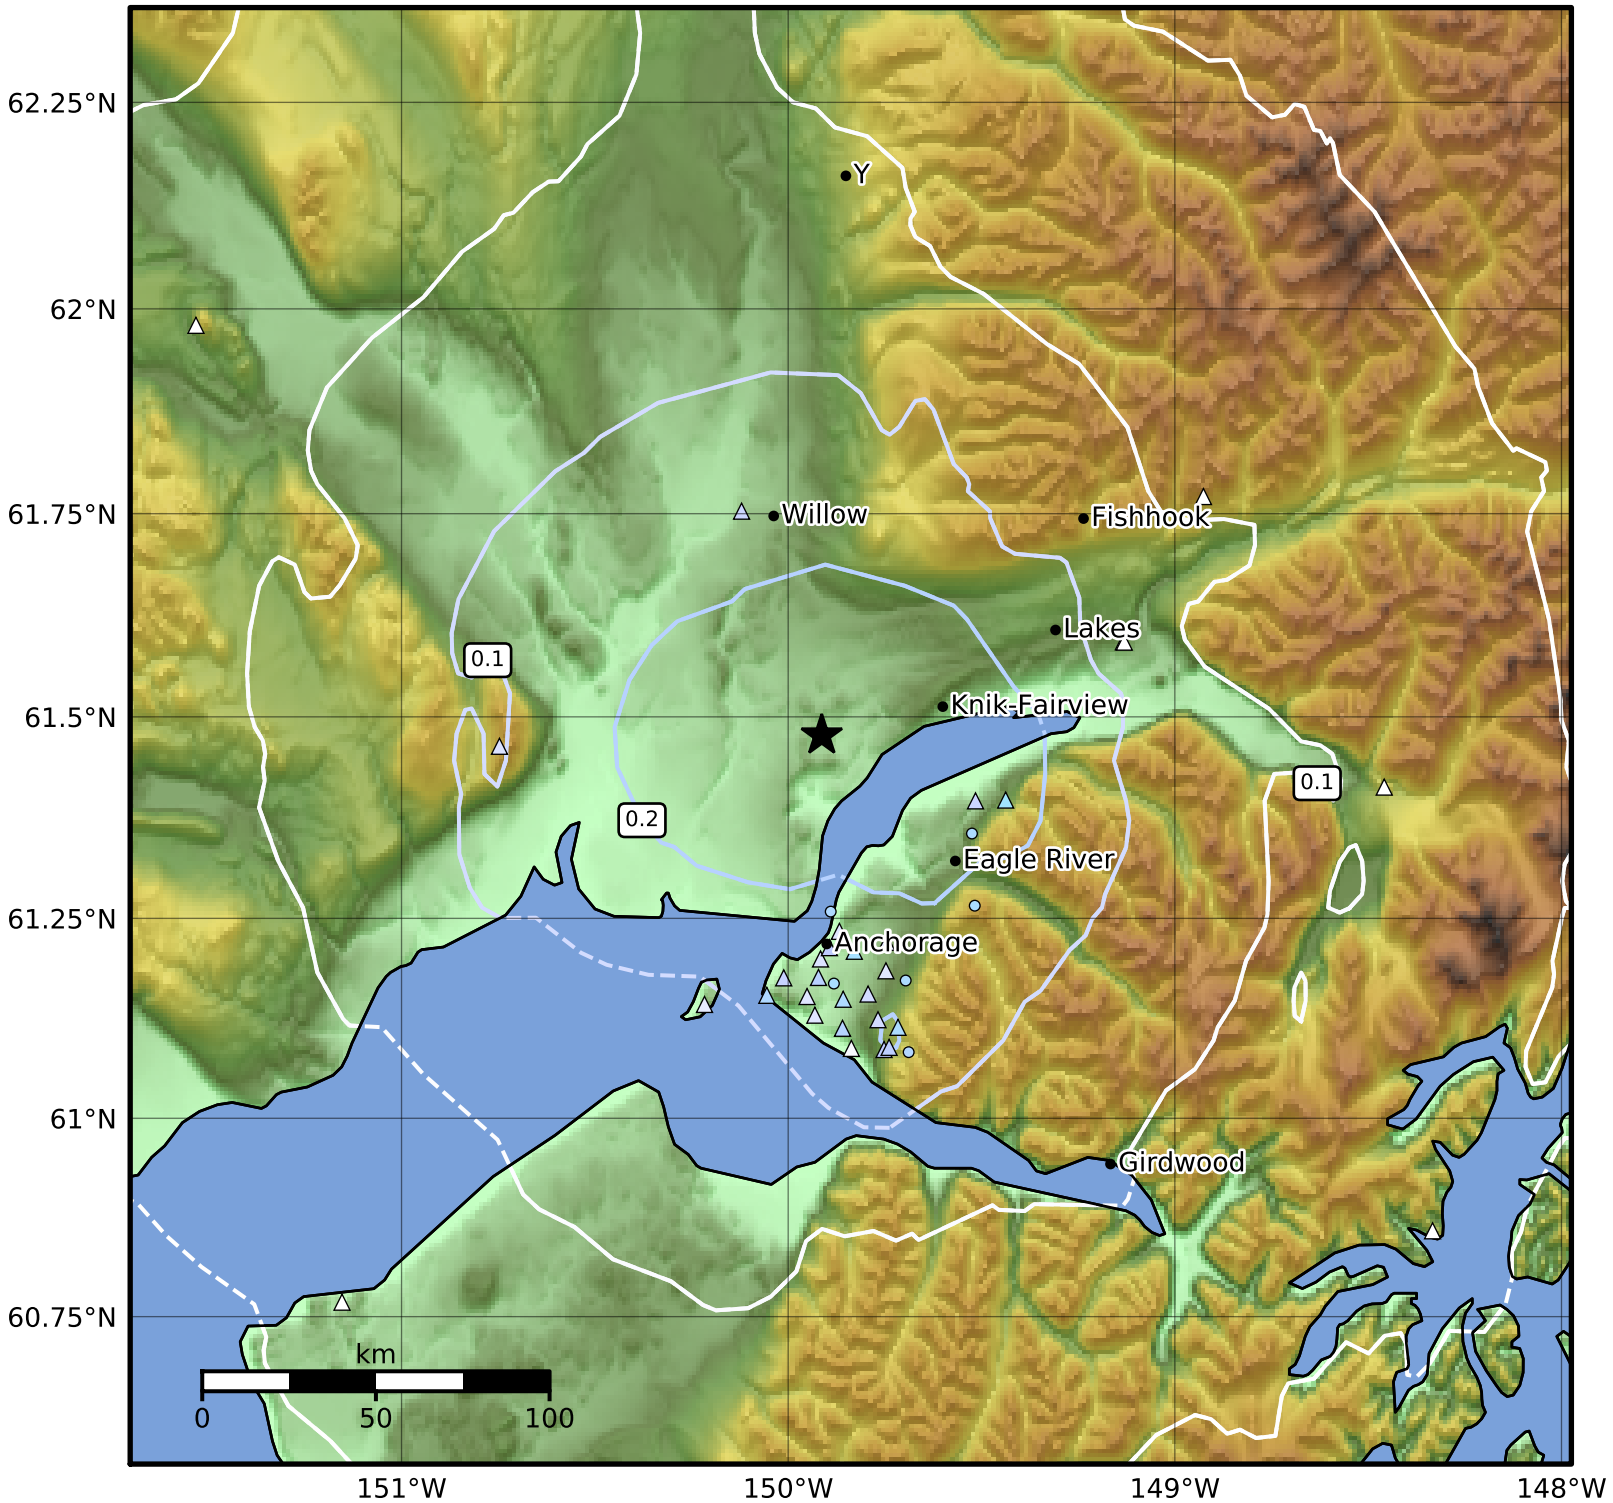 62.25°N
Y
62°N
61.75°N
Willow
Fishhook
Lakes
0.1
61.5°N
Knik-Fairview
0.1
0.2
Eagle River
61.25°N
Anchorage
61°N
Girdwood
60.75°N
km
0 50 100
151°W 150°W 149°W 148°W